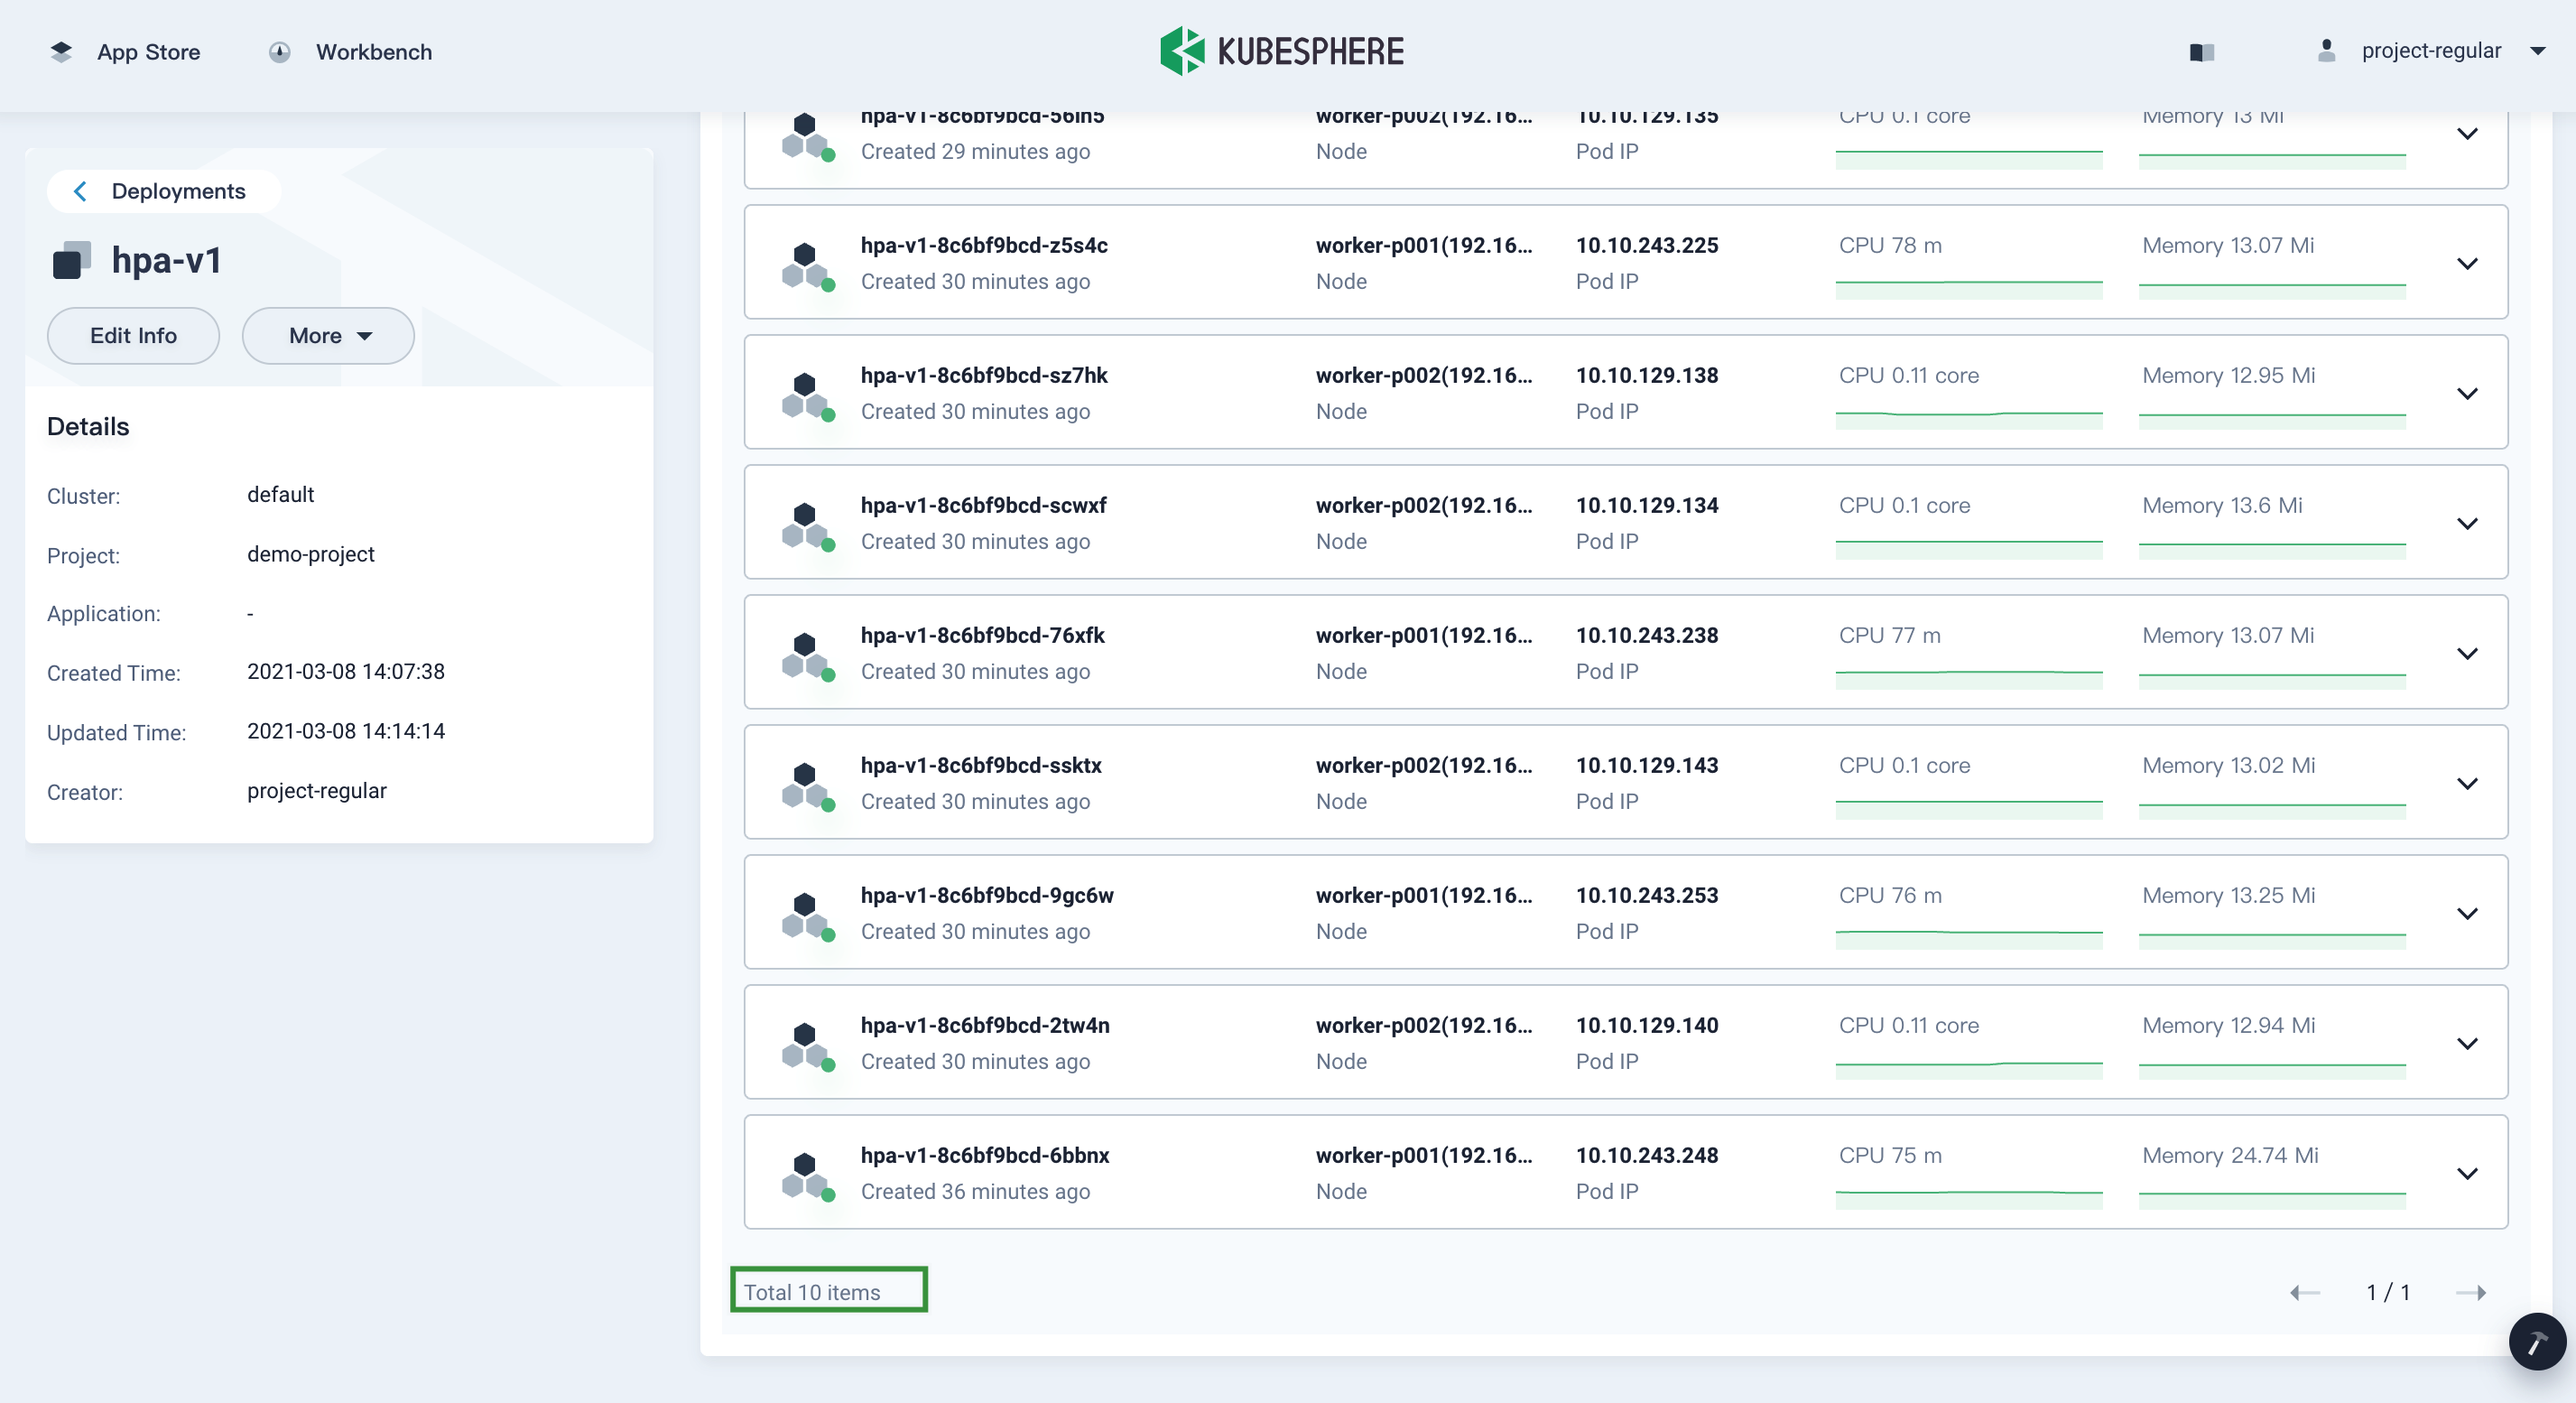 App Store
Workbench
KUBESPHERE
project-regular
Deployments
hpa-v1
Edit Info
More
Details
Cluster: default
Project: demo-project
Application: -
Created Time: 2021-03-08 14:07:38
Updated Time: 2021-03-08 14:14:14
Creator: project-regular
worker-p002(192.16... 10.10.129.135 CPU 0.1 core Memory 13 Mi
Created 29 minutes ago Node Pod IP
hpa-v1-8c6bf9bcd-z5s4c worker-p001(192.16... 10.10.243.225 CPU 78 m Memory 13.07 Mi
Created 30 minutes ago Node Pod IP
hpa-v1-8c6bf9bcd-sz7hk worker-p002(192.16... 10.10.129.138 CPU 0.11 core Memory 12.95 Mi
Created 30 minutes ago Node Pod IP
hpa-v1-8c6bf9bcd-scwxf worker-p002(192.16... 10.10.129.134 CPU 0.1 core Memory 13.6 Mi
Created 30 minutes ago Node Pod IP
hpa-v1-8c6bf9bcd-76xfk worker-p001(192.16... 10.10.243.238 CPU 77 m Memory 13.07 Mi
Created 30 minutes ago Node Pod IP
hpa-v1-8c6bf9bcd-ssktx worker-p002(192.16... 10.10.129.143 CPU 0.1 core Memory 13.02 Mi
Created 30 minutes ago Node Pod IP
hpa-v1-8c6bf9bcd-9gc6w worker-p001(192.16... 10.10.243.253 CPU 76 m Memory 13.25 Mi
Created 30 minutes ago Node Pod IP
hpa-v1-8c6bf9bcd-2tw4n worker-p002(192.16... 10.10.129.140 CPU 0.11 core Memory 12.94 Mi
Created 30 minutes ago Node Pod IP
hpa-v1-8c6bf9bcd-6bbnx worker-p001(192.16... 10.10.243.248 CPU 75 m Memory 24.74 Mi
Created 36 minutes ago Node Pod IP
Total 10 items
1 / 1